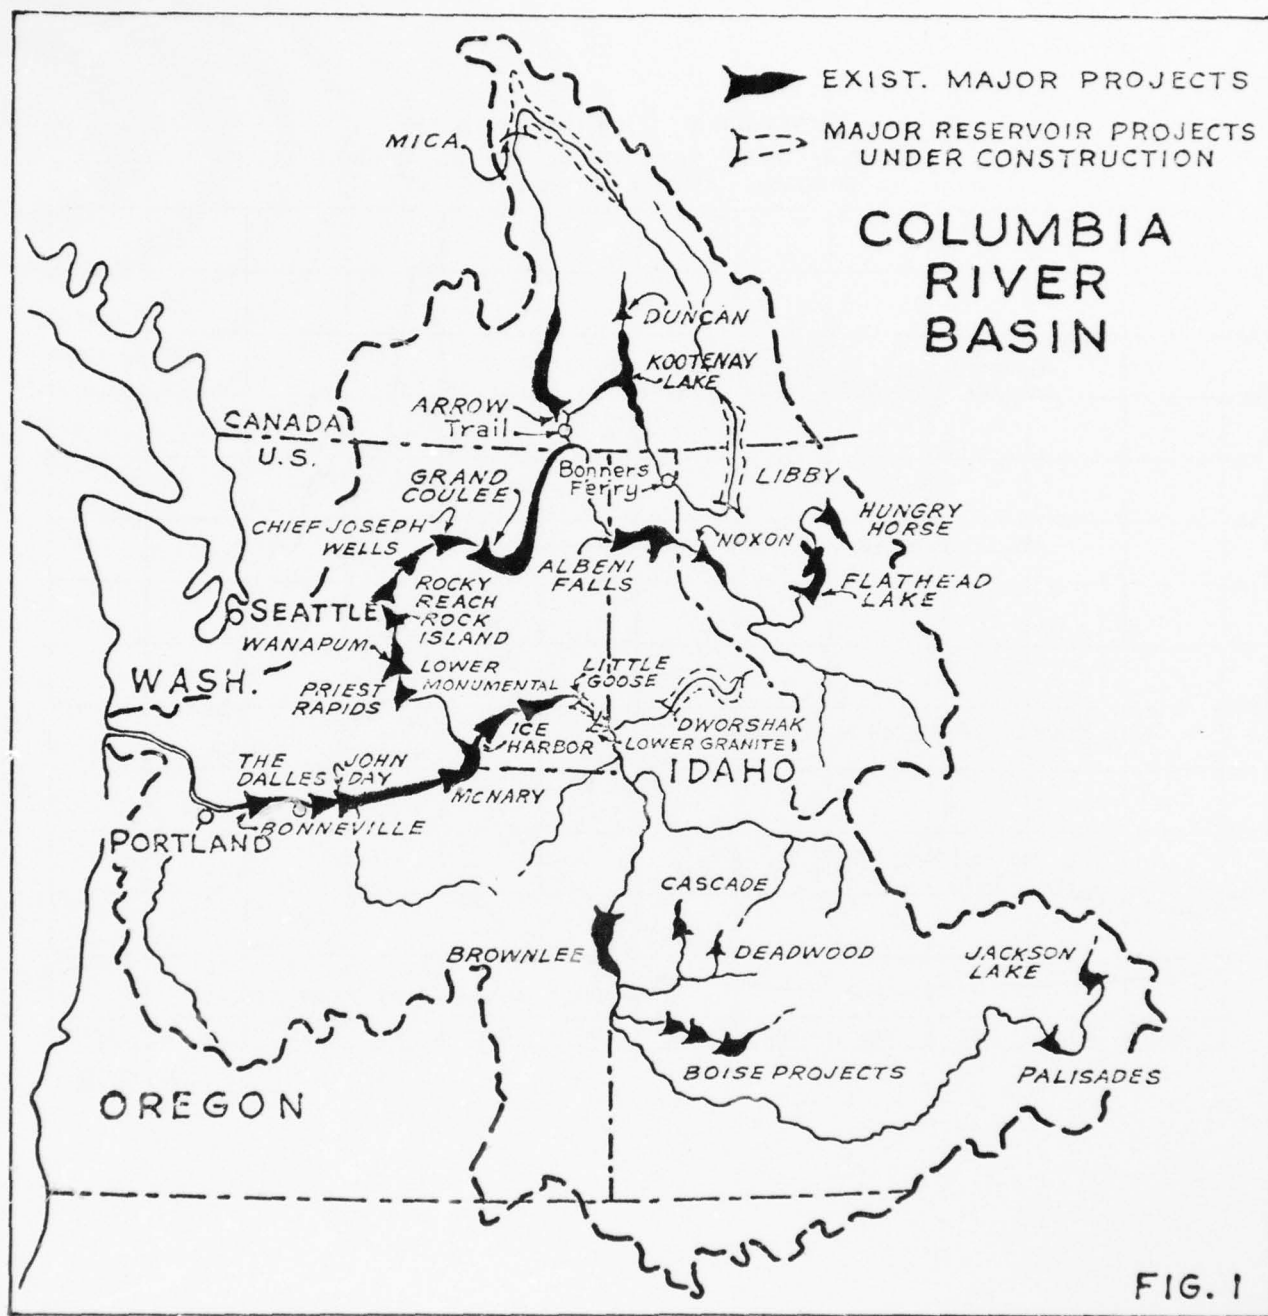 EXIST. MAJOR PROJECTS
MAJOR RESERVOIR PROJECTS
UNDER CONSTRUCTION
COLUMBIA
RIVER
BASIN
MICA
DUNCAN
KOOTENAY
LAKE
ARROW
Trail
CANADA
U.S.
GRAND
COULEE
Bonners
Ferry
LIBBY
HUNGRY
HORSE
CHIEF JOSEPH
WELLS
NOXON
ALBENI
FALLS
FLATHEAD
LAKE
ROCKY
REACH
ROCK
ISLAND
SEATTLE
WANAPUM
WASH.
LOWER
MONUMENTAL
LITTLE
GOOSE
PRIEST
RAPIDS
ICE
HARBOR
DWORSHAK
LOWER GRANITE
IDAHO
THE
DALLES
JOHN
DAY
MCNARY
BONNEVILLE
PORTLAND
CASCADE
BROWNLEE
DEADWOOD
JACKSON
LAKE
BOISE PROJECTS
PALISADES
OREGON
FIG. 1